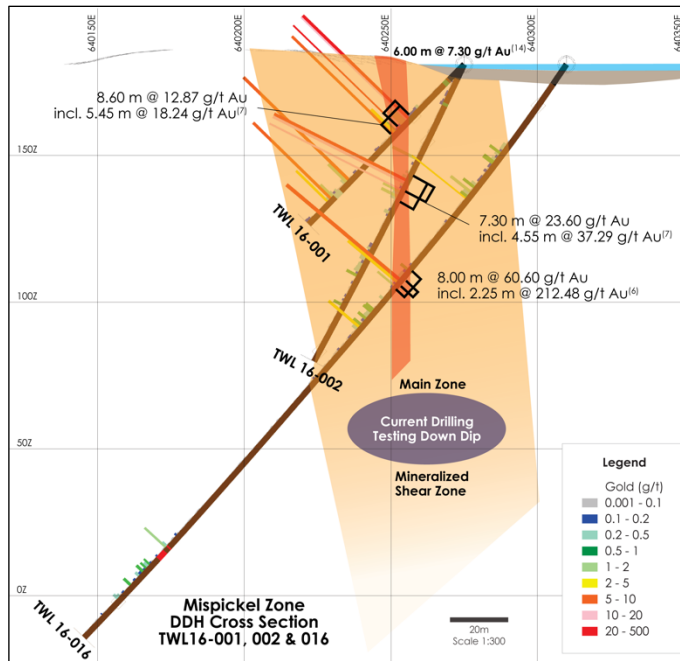 640150E
640200E
640250E
640300E
640350E
6.00 m @ 7.30 g/t Au(14)
8.60 m @ 12.87 g/t Au
incl. 5.45 m @ 18.24 g/t Au(7)
150Z
TWL 16-001
7.30 m @ 23.60 g/t Au
incl. 4.55 m @ 37.29 g/t Au(7)
8.00 m @ 60.60 g/t Au
incl. 2.25 m @ 212.48 g/t Au(6)
100Z
TWL 16-002
Main Zone
Current Drilling
Testing Down Dip
50Z
Mineralized
Shear Zone
Legend
Gold (g/t)
0.001 - 0.1
0.1 - 0.2
0.2 - 0.5
0.5 - 1
1 - 2
2 - 5
5 - 10
10 - 20
20 - 500
0Z
TWL 16-016
Mispickel Zone
DDH Cross Section
TWL16-001, 002 & 016
20m
Scale 1:300